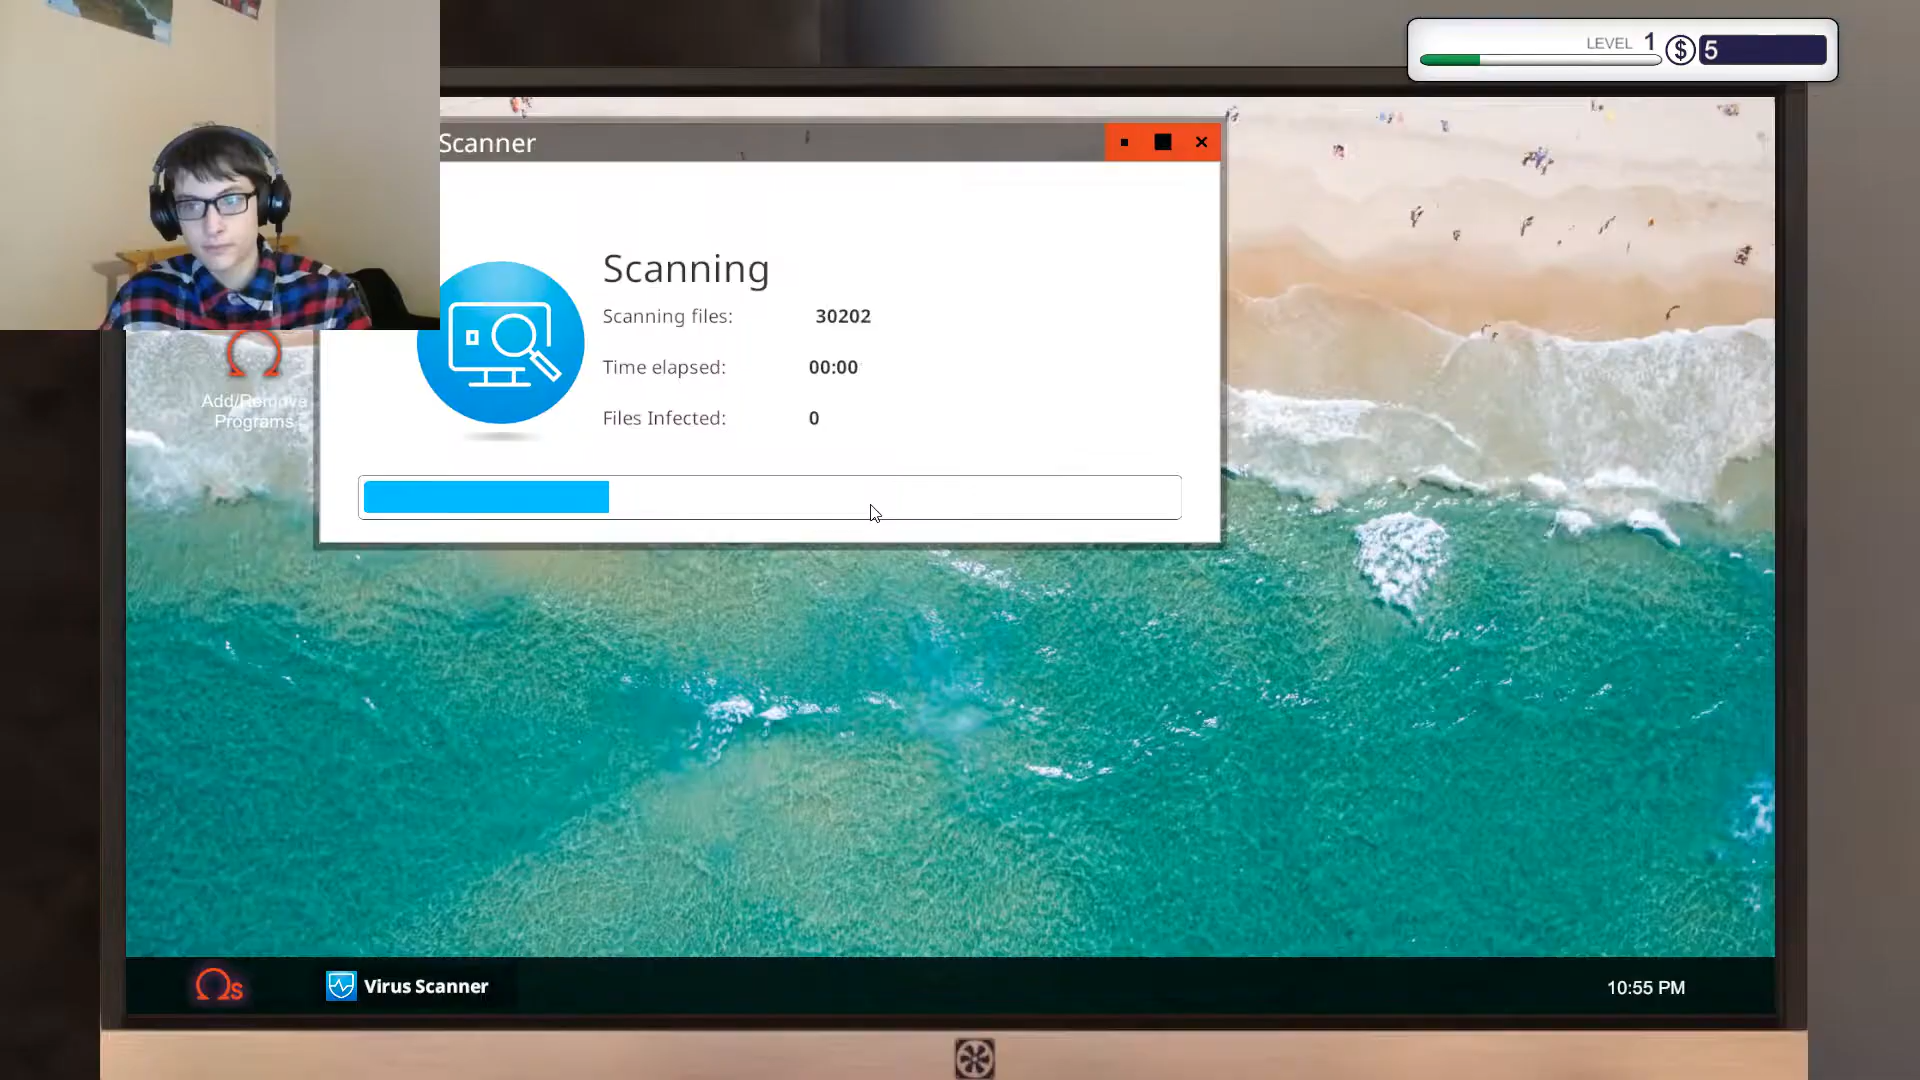 LEVEL 1
$ 5
Scanner
Scanning
Scanning files: 30202
Time elapsed: 00:00
Files Infected: 0
Add/Remove
Programs
Ωs
Virus Scanner
10:55 PM